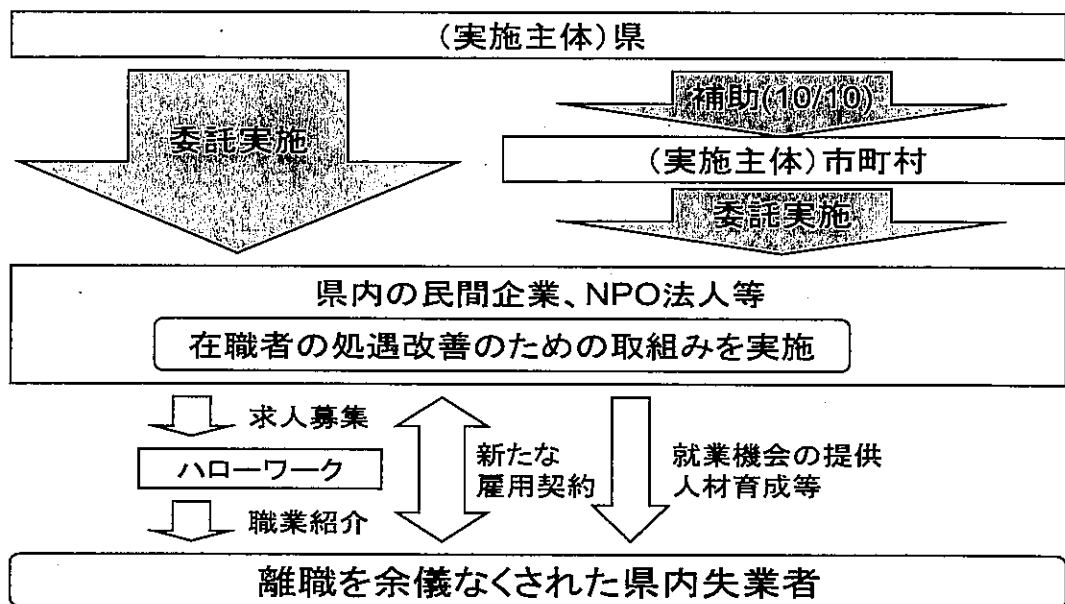 (実施主体)県
委託実施
補助(10/10)
(実施主体)市町村
委託実施
県内の民間企業、NPO法人等
在職者の処遇改善のための取組みを実施
求人募集
ハローワーク
職業紹介
新たな
雇用契約
就業機会の提供
人材育成等
離職を余儀なくされた県内失業者